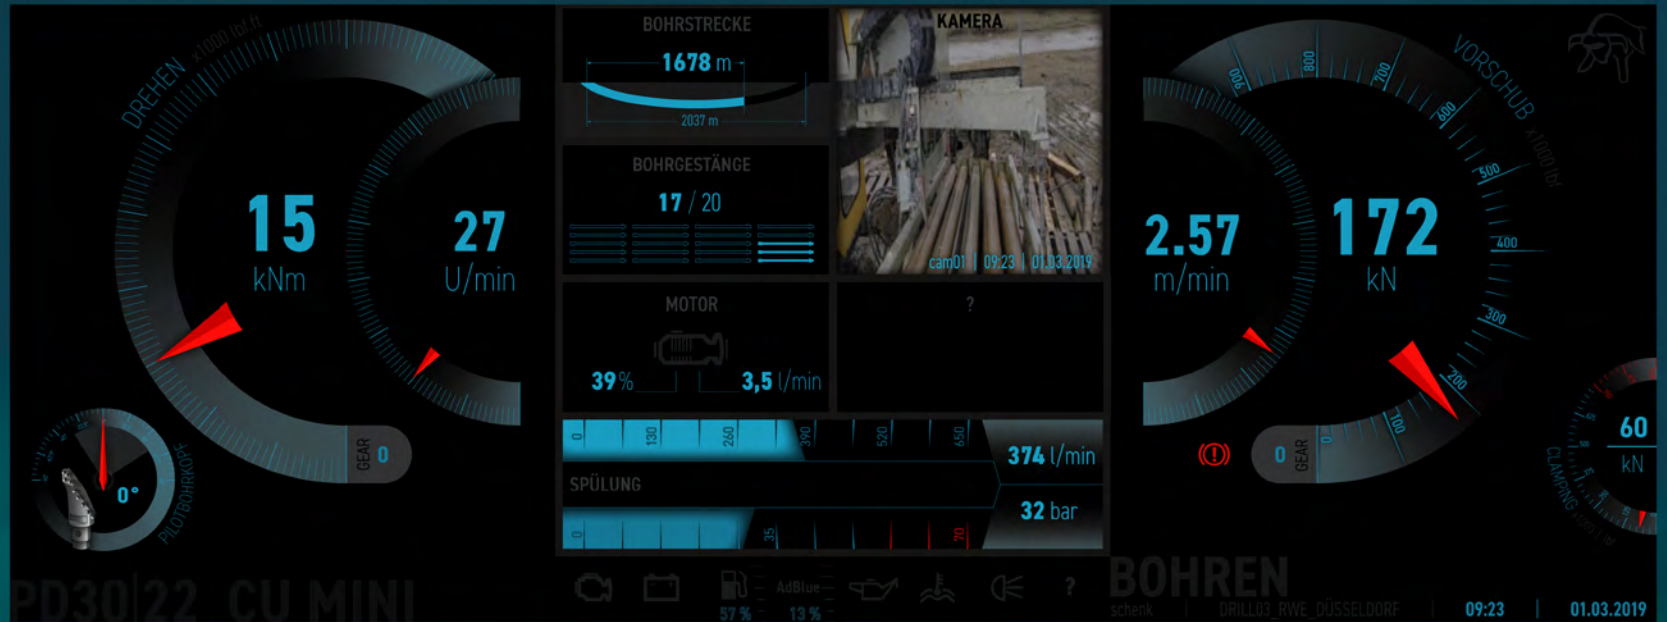 DREHEN
x1000 lbf.ft
15
kNm
27
U/min
GEAR
0
0°
PILOTBOHRKOPF
PD30|22 CU MINI
BOHRSTRECKE
1678 m
2037 m
BOHRGESTÄNGE
17 / 20
MOTOR
39%
3,5 l/min
KAMERA
cam01 | 09:23 | 01.03.2019
?
0 130 260 390 520 650
374 l/min
SPÜLUNG
0 35 70
32 bar
AdBlue
?
57 %
13 %
VORSCHUB
x1000 lbf
900
800
700
600
500
400
300
200
100
0
2.57
m/min
172
kN
0
GEAR
60
kN
CLAMPING
BOHREN
schenk | DRILL03_RWE_DÜSSELDORF | 09:23 | 01.03.2019